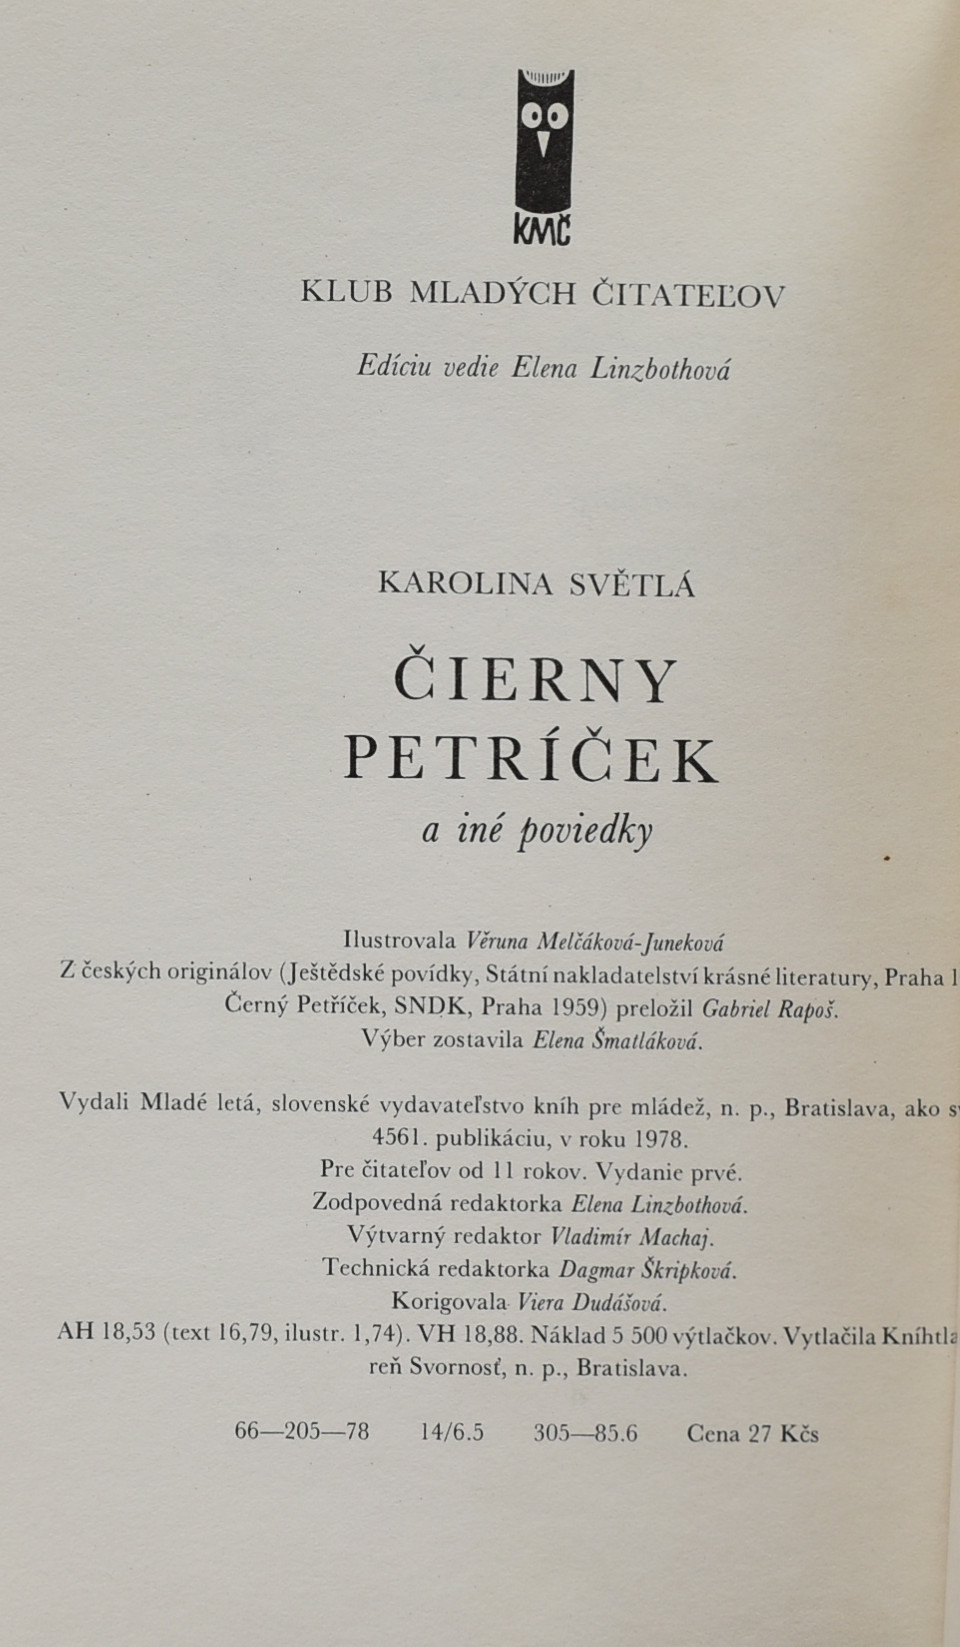 KMČ
KLUB MLADÝCH ČITATEĽOV
Edíciu vedie Elena Linzbothová
KAROLINA SVĚTLÁ
ČIERNY
PETRÍČEK
a iné poviedky
Ilustrovala Věruna Melčáková-Juneková
Z českých originálov (Ještědské povídky, Státní nakladatelství krásné literatury, Praha 1
Černý Petříček, SNDK, Praha 1959) preložil Gabriel Rapoš.
Výber zostavila Elena Šmatláková.
Vydali Mladé letá, slovenské vydavateľstvo kníh pre mládež, n. p., Bratislava, ako s
4561. publikáciu, v roku 1978.
Pre čitateľov od 11 rokov. Vydanie prvé.
Zodpovedná redaktorka Elena Linzbothová.
Výtvarný redaktor Vladimír Machaj.
Technická redaktorka Dagmar Škripková.
Korigovala Viera Dudášová.
AH 18,53 (text 16,79, ilustr. 1,74). VH 18,88. Náklad 5 500 výtlačkov. Vytlačila Kníhtla
reň Svornosť, n. p., Bratislava.
66—205—78 14/6.5 305—85.6 Cena 27 Kčs